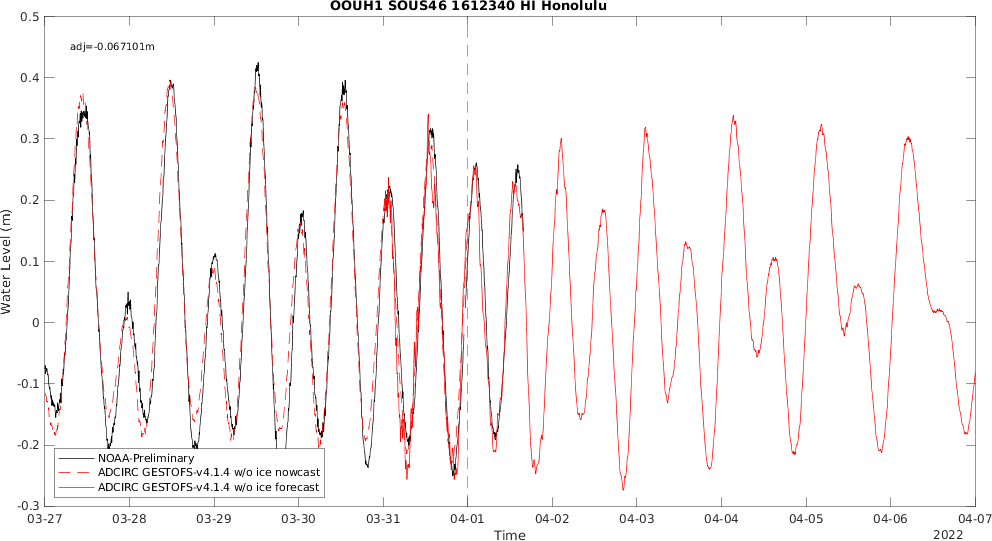 OOUH1 SOUS46 1612340 HI Honolulu
adj=-0.067101m
0.5
0.4
0.3
0.2
0.1
0
-0.1
-0.2
-0.3
Water Level (m)
NOAA-Preliminary
ADCIRC GESTOFS-v4.1.4 w/o ice nowcast
ADCIRC GESTOFS-v4.1.4 w/o ice forecast
03-27 03-28 03-29 03-30 03-31 04-01 04-02 04-03 04-04 04-05 04-06 04-07
Time
2022